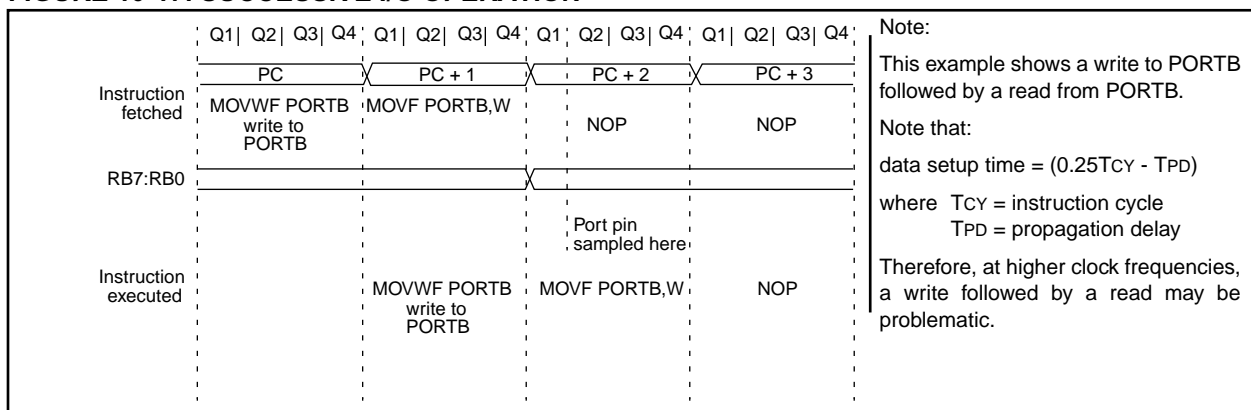 Q1| Q2| Q3| Q4 Q1| Q2| Q3| Q4 Q1 Q2| Q3| Q4 Q1| Q2| Q3| Q4
PC PC + 1 PC + 2 PC + 3
Instruction
fetched
MOVWF PORTB
write to
PORTB
MOVF PORTB,W
NOP
NOP
RB7:RB0
Port pin
sampled here
Instruction
executed
MOVWF PORTB
write to
PORTB
MOVF PORTB,W
NOP
Note:
This example shows a write to PORTB
followed by a read from PORTB.
Note that:
data setup time = (0.25TCY - TPD)
where TCY = instruction cycle
TPD = propagation delay
Therefore, at higher clock frequencies,
a write followed by a read may be
problematic.